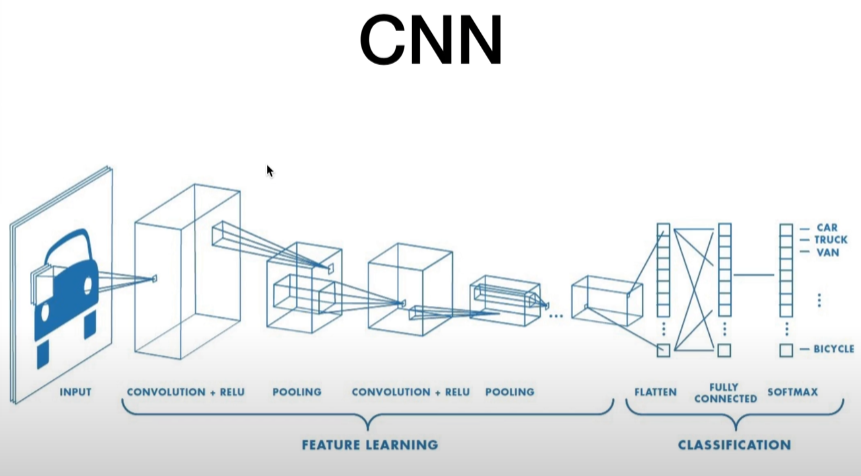 CNN
CAR
TRUCK
VAN
BICYCLE
INPUT
CONVOLUTION + RELU
POOLING
CONVOLUTION + RELU
POOLING
FLATTEN
FULLY
CONNECTED
SOFTMAX
FEATURE LEARNING
CLASSIFICATION